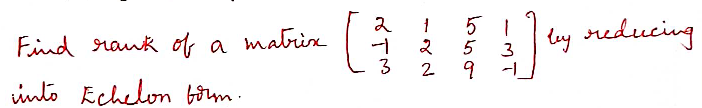 Find rank of a matrix [2 1 5 1
-1 2 5 3
3 2 9 -1] by reducing
into Echelon form.